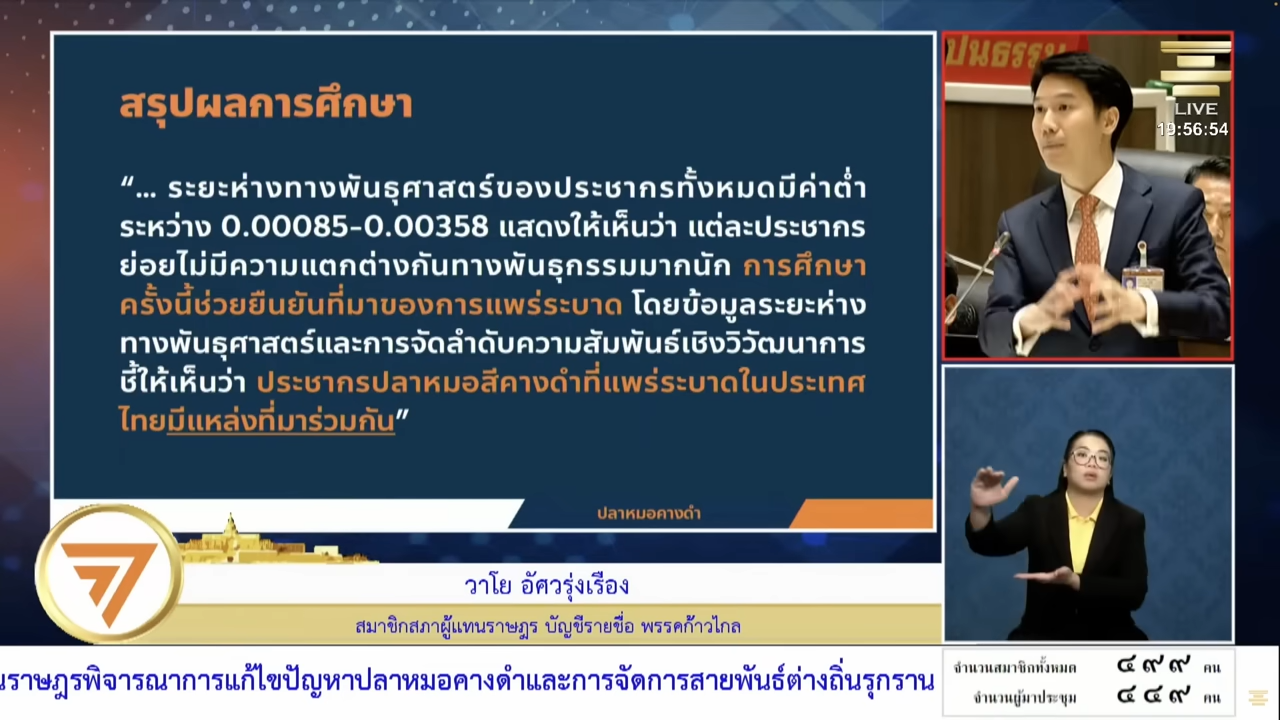 สรุปผลการศึกษา
“... ระยะห่างทางพันธุศาสตร์ของประชากรทั้งหมดมีค่าต่ำ
ระหว่าง 0.00085-0.00358 แสดงให้เห็นว่า แต่ละประชากร
ย่อยไม่มีความแตกต่างกันทางพันธุกรรมมากนัก การศึกษา
ครั้งนี้ช่วยยืนยันที่มาของการแพร่ระบาด โดยข้อมูลระยะห่าง
ทางพันธุศาสตร์และการจัดลำดับความสัมพันธ์เชิงวิวัฒนาการ
ชี้ให้เห็นว่า ประชากรปลาหมอสีคางดำที่แพร่ระบาดในประเทศ
ไทยมีแหล่งที่มาร่วมกัน”
ปลาหมอคางดำ
LIVE
19:56:54
วาโย อัศวรุ่งเรือง
สมาชิกสภาผู้แทนราษฎร บัญชีรายชื่อ พรรคก้าวไกล
นราษฎรพิจารณาการแก้ไขปัญหาปลาหมอคางดำและการจัดการสายพันธุ์ต่างถิ่นรุกราน
จำนวนสมาชิกทั้งหมด ๔๙๙ คน
จำนวนผู้มาประชุม ๔๔๙ คน